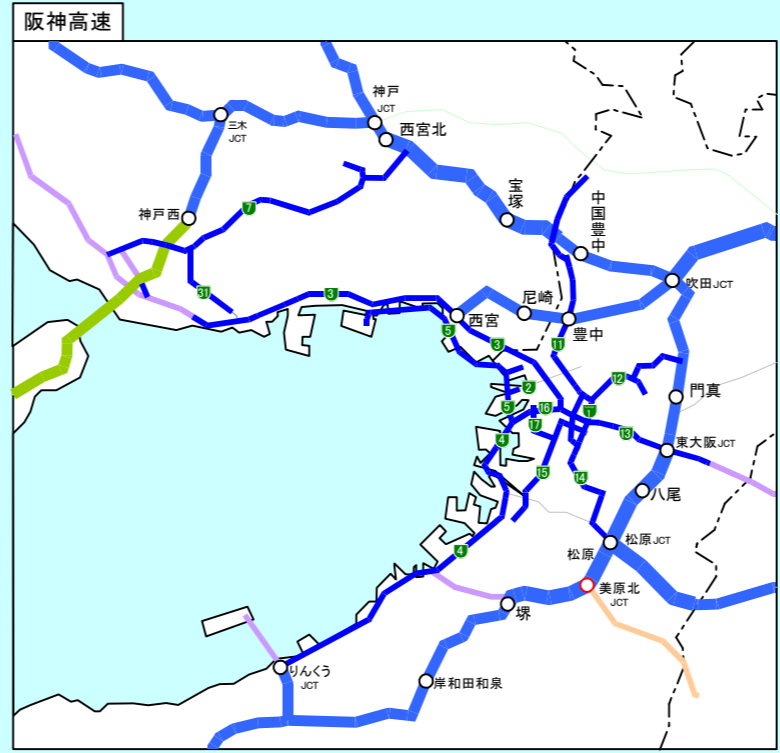 阪神高速
神戸
JCT
三木
JCT
西宮北
宝塚
中国豊中
神戸西
7
吹田JCT
31
3
尼崎
西宮
豊中
5
3
11
12
2
門真
5
16
1
17
4
13
東大阪JCT
15
14
八尾
4
松原
松原JCT
美原北
JCT
堺
りんくう
JCT
岸和田和泉